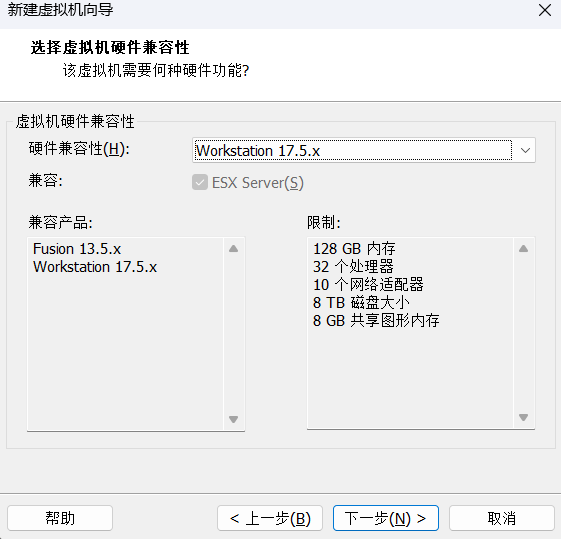 新建虚拟机向导
选择虚拟机硬件兼容性
该虚拟机需要何种硬件功能?
虚拟机硬件兼容性
硬件兼容性(H): Workstation 17.5.x
兼容: ESX Server(S)
兼容产品:
Fusion 13.5.x
Workstation 17.5.x
限制:
128 GB 内存
32 个处理器
10 个网络适配器
8 TB 磁盘大小
8 GB 共享图形内存
帮助 < 上一步(B) 下一步(N) > 取消